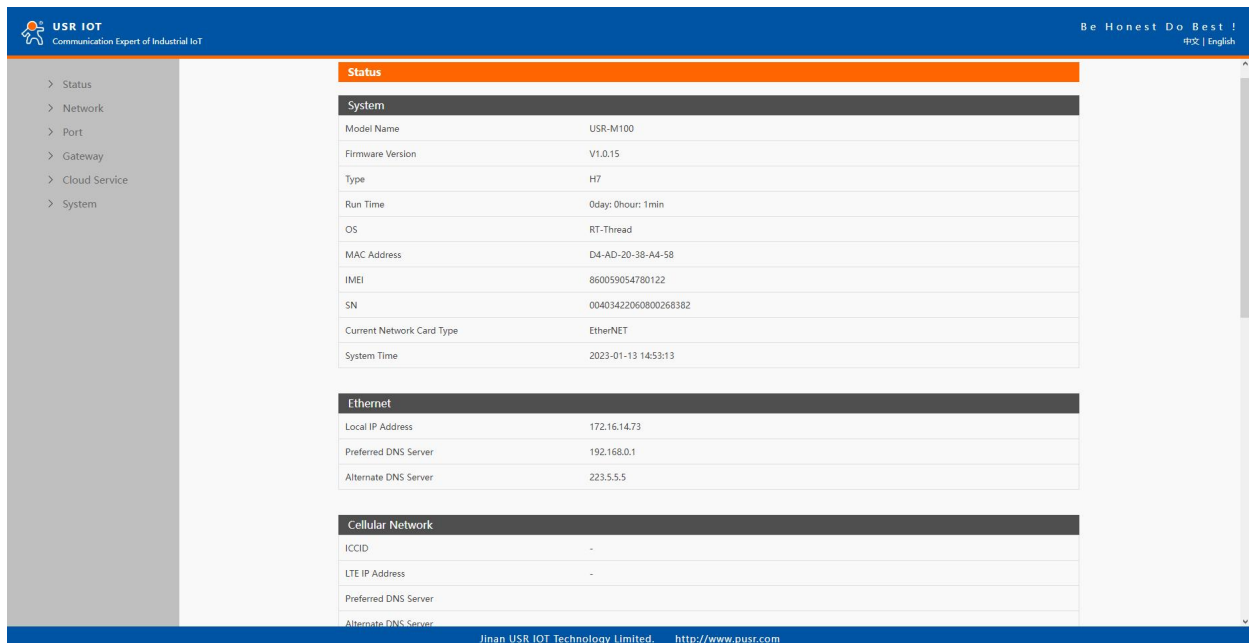 USR IOT
Communication Expert of Industrial IoT
Be Honest Do Best !
中文 | English
> Status
> Network
> Port
> Gateway
> Cloud Service
> System
Status
System
Model Name USR-M100
Firmware Version V1.0.15
Type H7
Run Time 0day: 0hour: 1min
OS RT-Thread
MAC Address D4-AD-20-38-A4-58
IMEI 860059054780122
SN 00403422060800268382
Current Network Card Type EtherNET
System Time 2023-01-13 14:53:13
Ethernet
Local IP Address 172.16.14.73
Preferred DNS Server 192.168.0.1
Alternate DNS Server 223.5.5.5
Cellular Network
ICCID -
LTE IP Address -
Preferred DNS Server
Alternate DNS Server
Jinan USR IOT Technology Limited. http://www.pusr.com